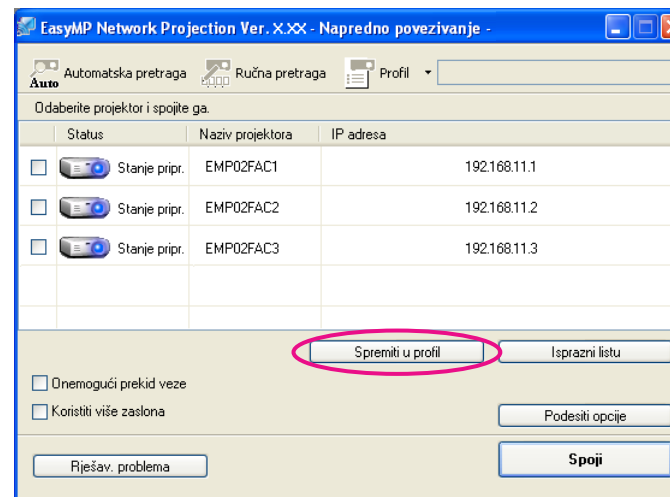 EasyMP Network Projection Ver. X.XX - Napredno povezivanje -
Auto Automatska pretraga Ručna pretraga Profil
Odaberite projektor i spojite ga.
Status Naziv projektora IP adresa
Stanje pripr. EMP02FAC1 192.168.11.1
Stanje pripr. EMP02FAC2 192.168.11.2
Stanje pripr. EMP02FAC3 192.168.11.3
Spremiti u profil Isprazni listu
Onemogući prekid veze
Koristiti više zaslona
Podesiti opcije
Rješav. problema Spoji